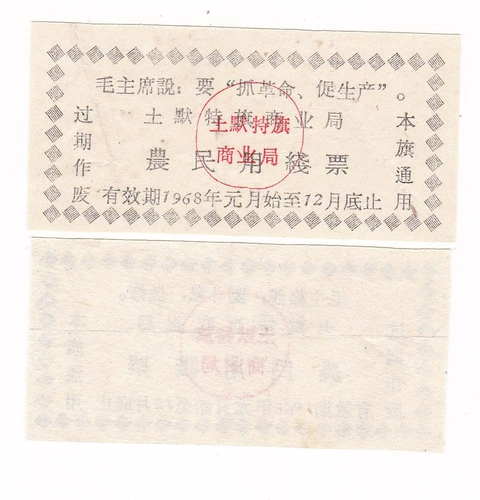 毛主席説：要“抓革命、促生产”。
土默特旗商业局
農民用綫票
有效期1968年元月始至12月底止
过期作废
本旗通用
土默特旗
商业局